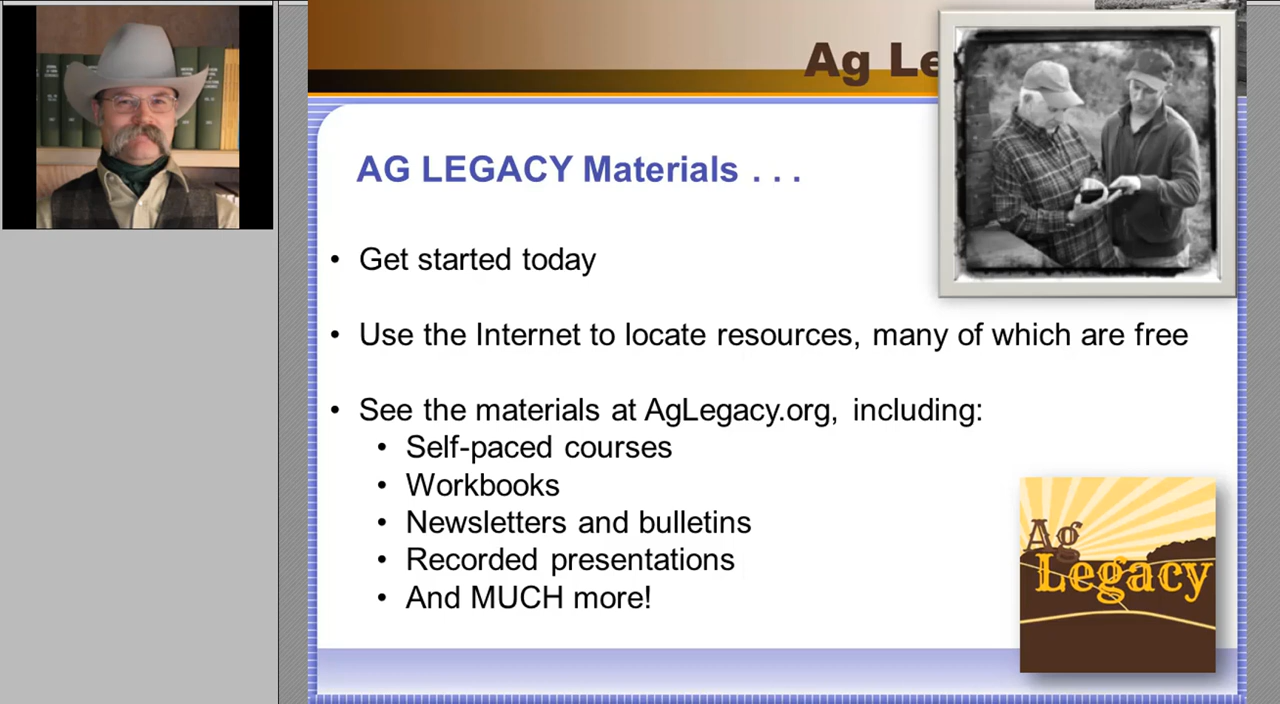 Ag Le
AG LEGACY Materials . . .
• Get started today
• Use the Internet to locate resources, many of which are free
• See the materials at AgLegacy.org, including:
• Self-paced courses
• Workbooks
• Newsletters and bulletins
• Recorded presentations
• And MUCH more!
Ag
Legacy